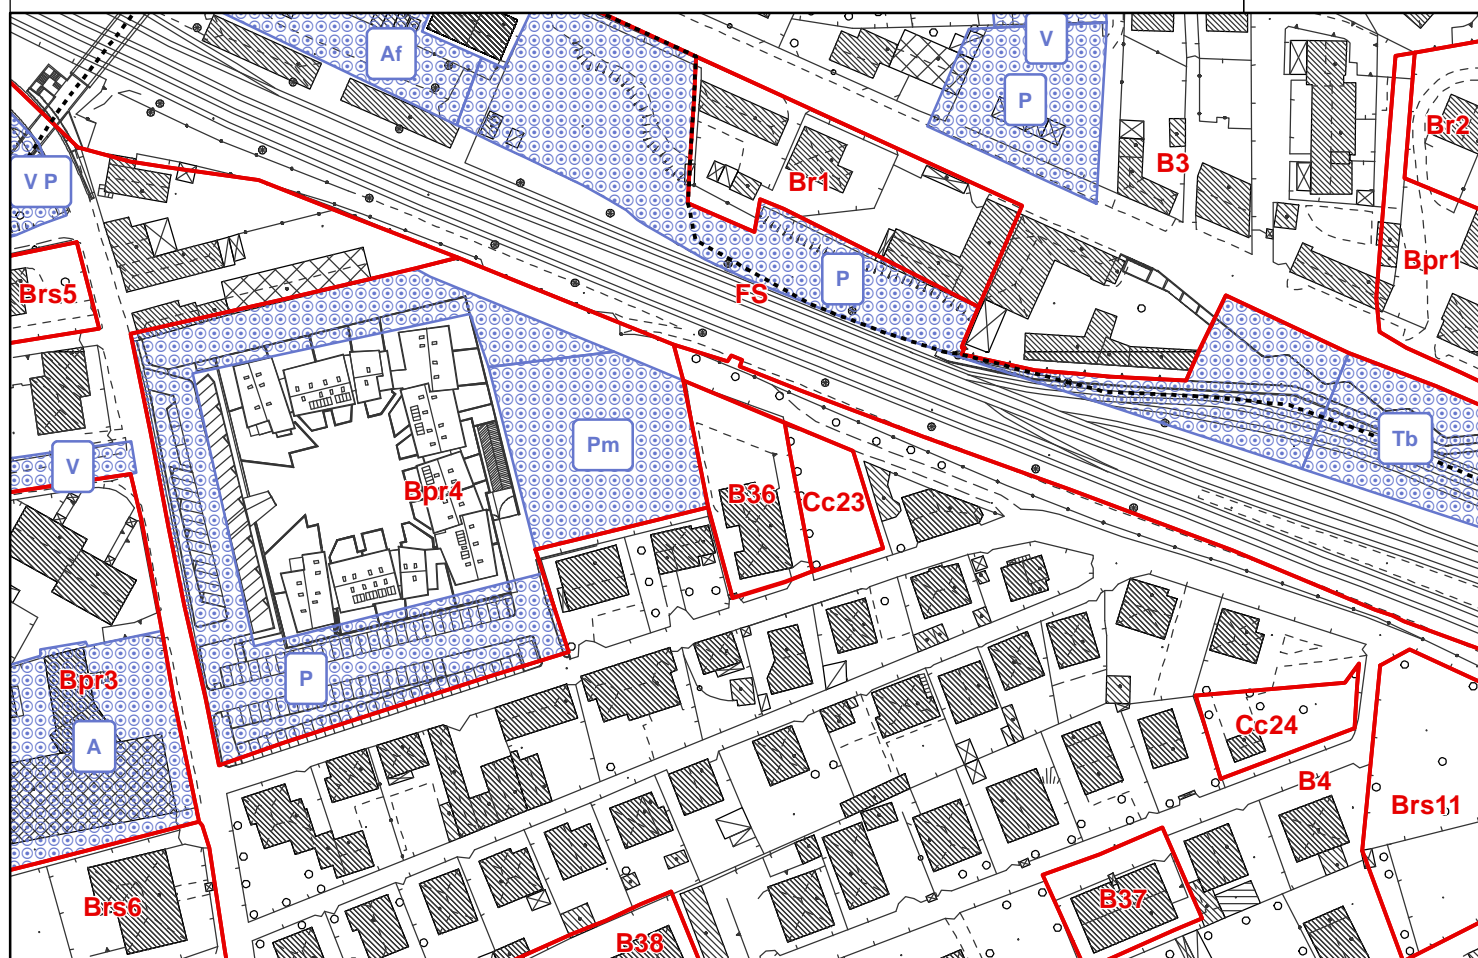 V
Af
P
Br2
B3
V P
Br1
Bpr1
P
FS
Brs5
Tb
Pm
V
Bpr4
B36
Cc23
Bpr3
P
Cc24
A
B4
Brs11
B37
Brs6
B38